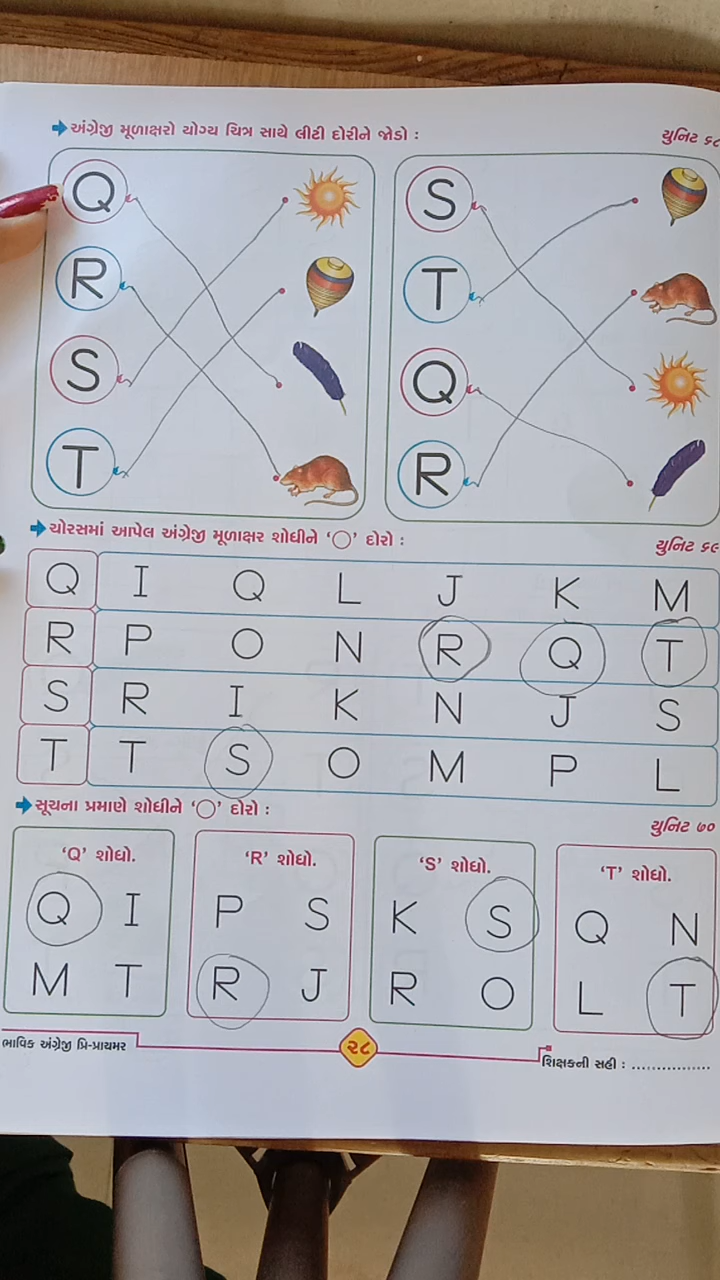 અંગ્રેજી મૂળાક્ષરો યોગ્ય ચિત્ર સાથે લીટી દોરીને જોડો :
યુનિટ ૬૮
Q
R
S
T
S
T
Q
R
ચોરસમાં આપેલ અંગ્રેજી મૂળાક્ષર શોધીને ‘○’ દોરો :
યુનિટ ૬૯
Q I Q L J K M
R P O N R Q T
S R I K N J S
T T S O M P L
સૂચના પ્રમાણે શોધીને ‘○’ દોરો :
યુનિટ ૭૦
‘Q’ શોધો.
Q I
M T
‘R’ શોધો.
P S
R J
‘S’ શોધો.
K S
R O
‘T’ શોધો.
Q N
L T
ભાવિક અંગ્રેજી પ્રિ-પ્રાયમર
૨૮
શિક્ષકની સહી : ................